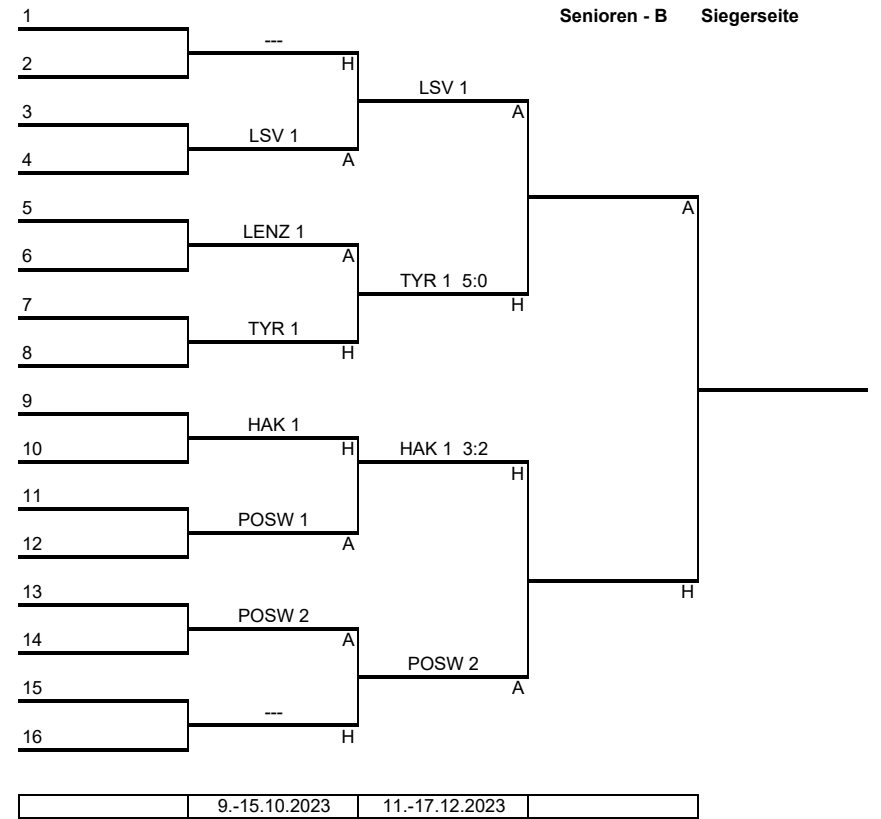 Senioren - B Siegerseite
1
---
2
H
LSV 1
3
A
LSV 1
4
A
5
A
LENZ 1
6
A
TYR 1 5:0
7
H
TYR 1
8
H
9
HAK 1
10
H
HAK 1 3:2
H
11
POSW 1
12
A
13
H
POSW 2
14
A
POSW 2
15
A
---
16
H
9.-15.10.2023 11.-17.12.2023